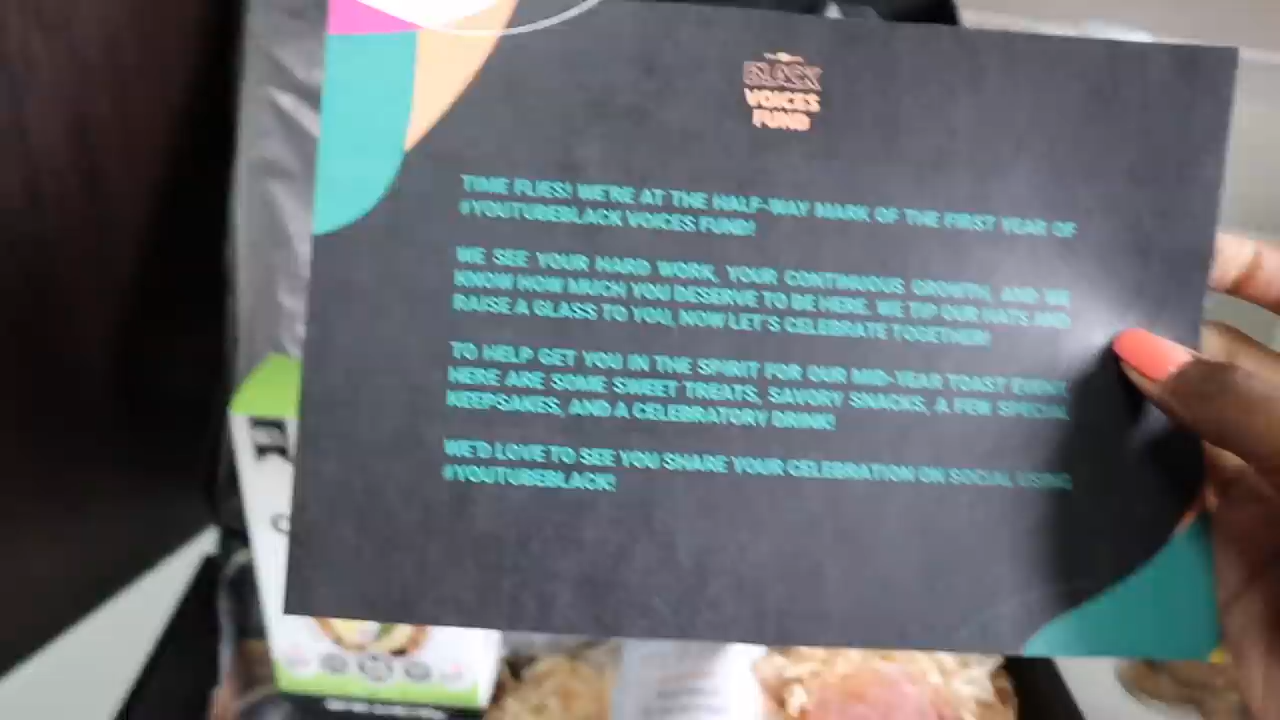 BLACK
VOICES
FUND
TIME FLIES! WE'RE AT THE HALF-WAY MARK OF THE FIRST YEAR OF
#YOUTUBEBLACK VOICES FUND!
WE SEE YOUR HARD WORK, YOUR CONTINUOUS GROWTH, AND WE
KNOW HOW MUCH YOU DESERVE TO BE HERE. WE TIP OUR HATS AND
RAISE A GLASS TO YOU, NOW LET'S CELEBRATE TOGETHER!
TO HELP GET YOU IN THE SPIRIT FOR OUR MID-YEAR TOAST EVENT,
HERE ARE SOME SWEET TREATS, SAVORY SNACKS, A FEW SPECIAL
KEEPSAKES, AND A CELEBRATORY DRINK!
WE'D LOVE TO SEE YOU SHARE YOUR CELEBRATION ON SOCIAL USING
#YOUTUBEBLACK!